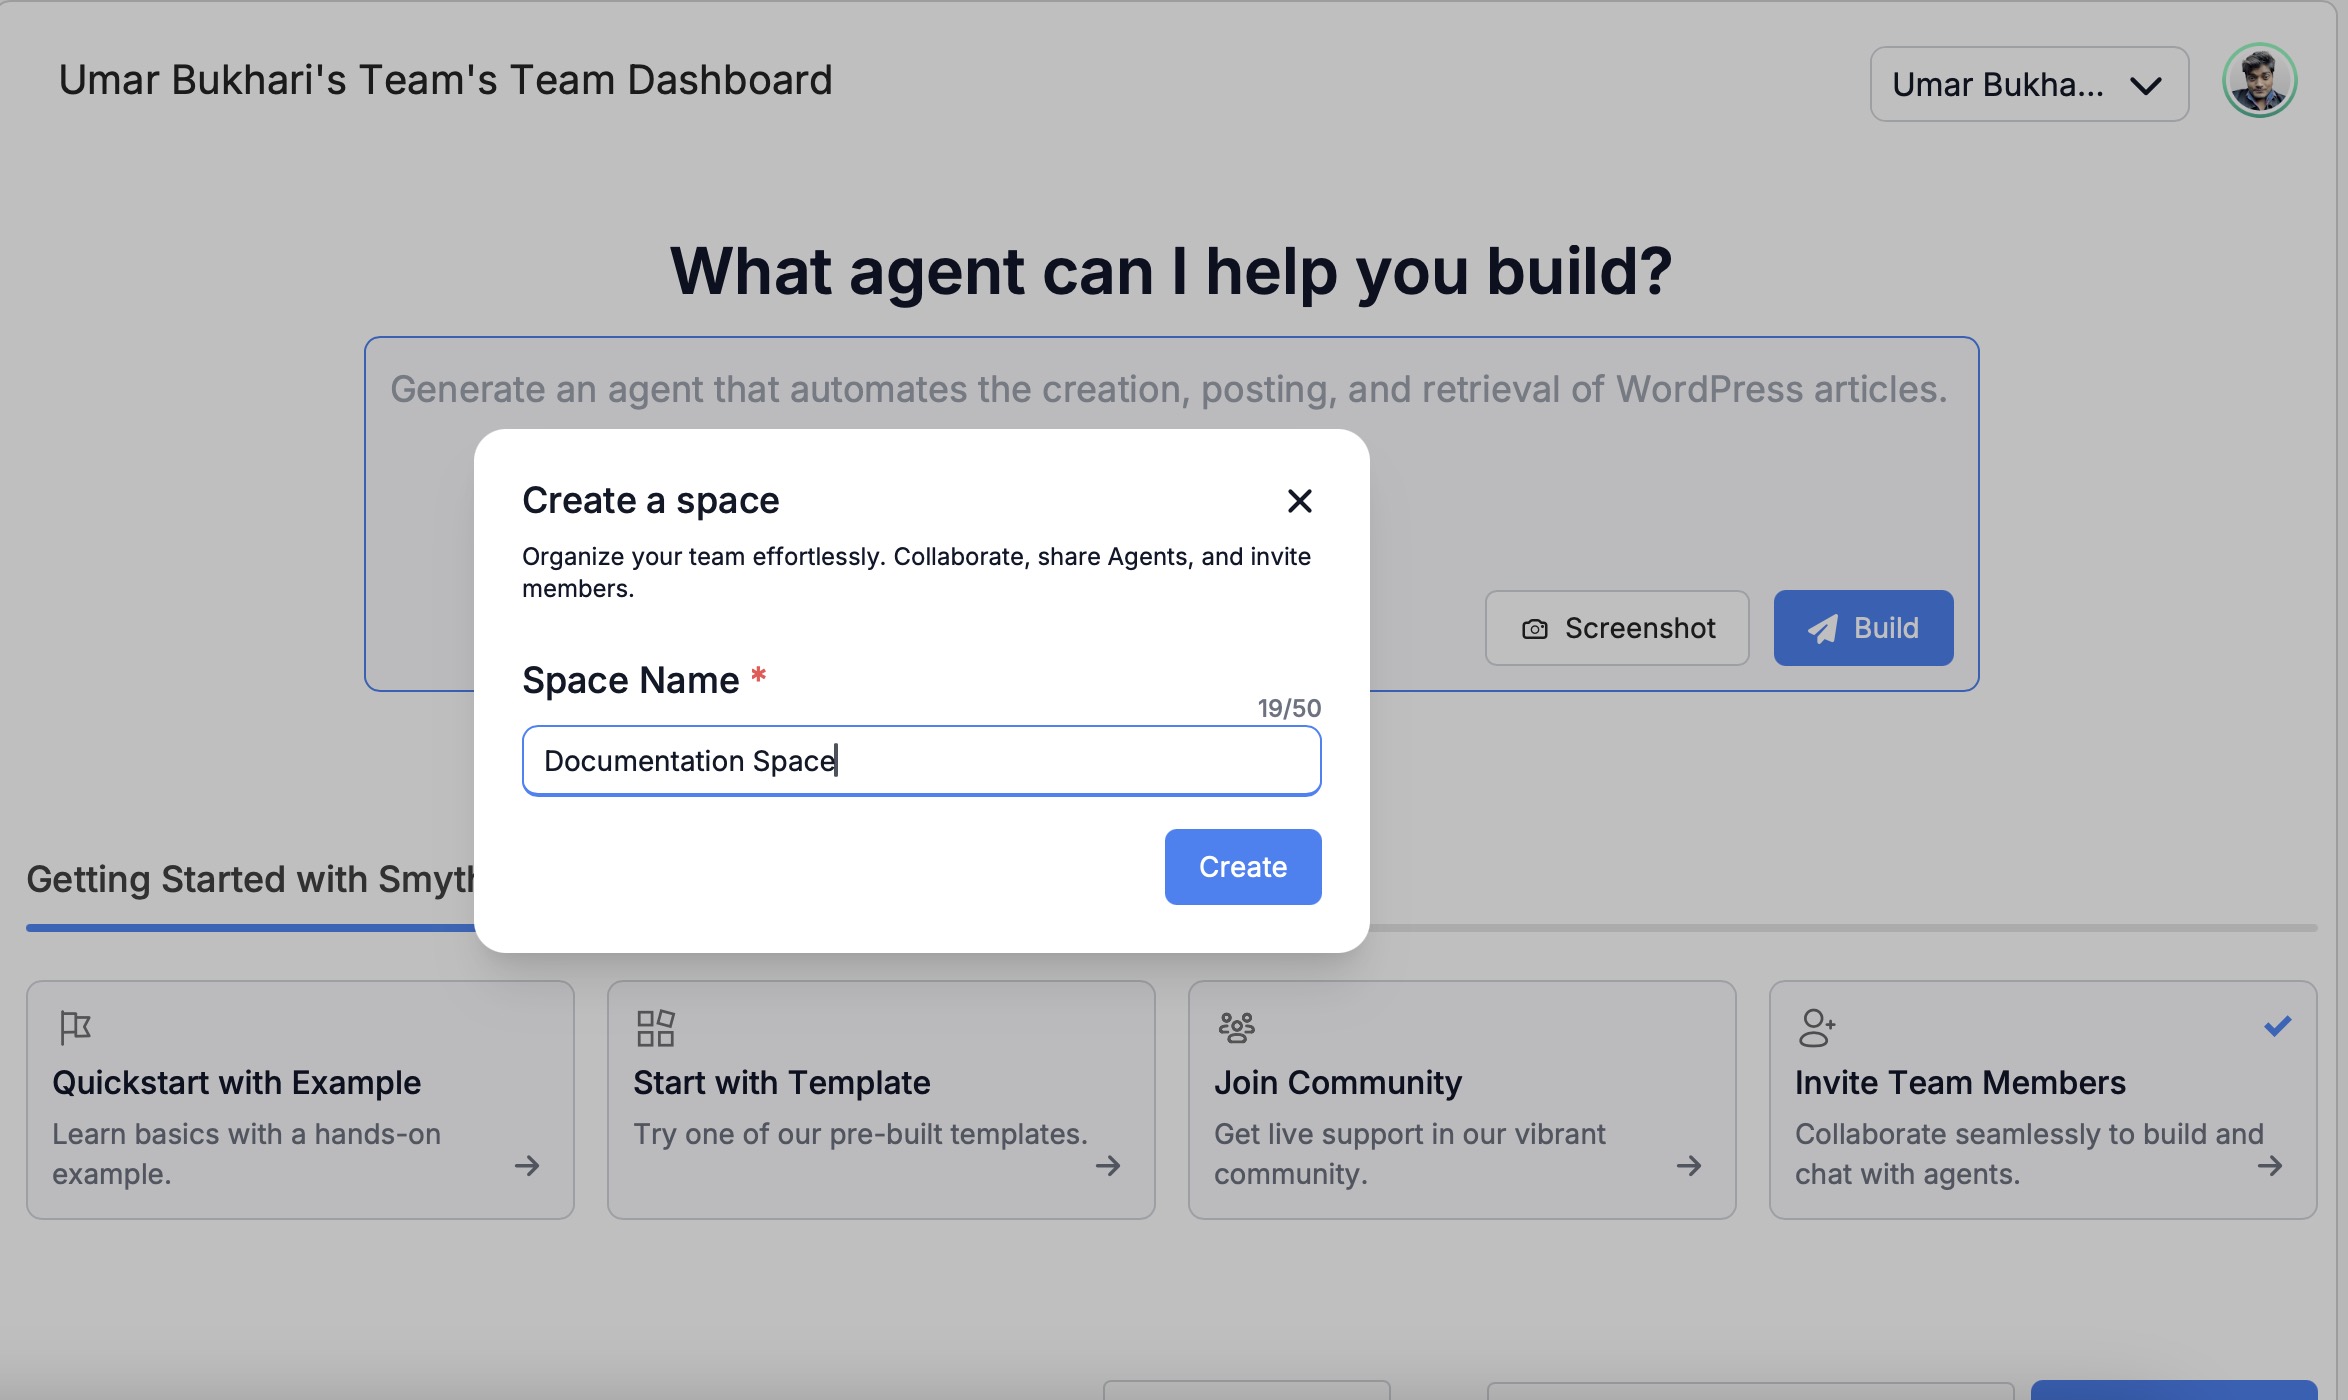 Umar Bukhari's Team's Team Dashboard
Umar Bukha...
What agent can I help you build?
Generate an agent that automates the creation, posting, and retrieval of WordPress articles.
Create a space
Organize your team effortlessly. Collaborate, share Agents, and invite
members.
Screenshot
Build
Space Name *
19/50
Documentation Space
Create
Getting Started with Smyth
Quickstart with Example
Learn basics with a hands-on
example.
Start with Template
Try one of our pre-built templates.
Join Community
Get live support in our vibrant
community.
Invite Team Members
Collaborate seamlessly to build and
chat with agents.